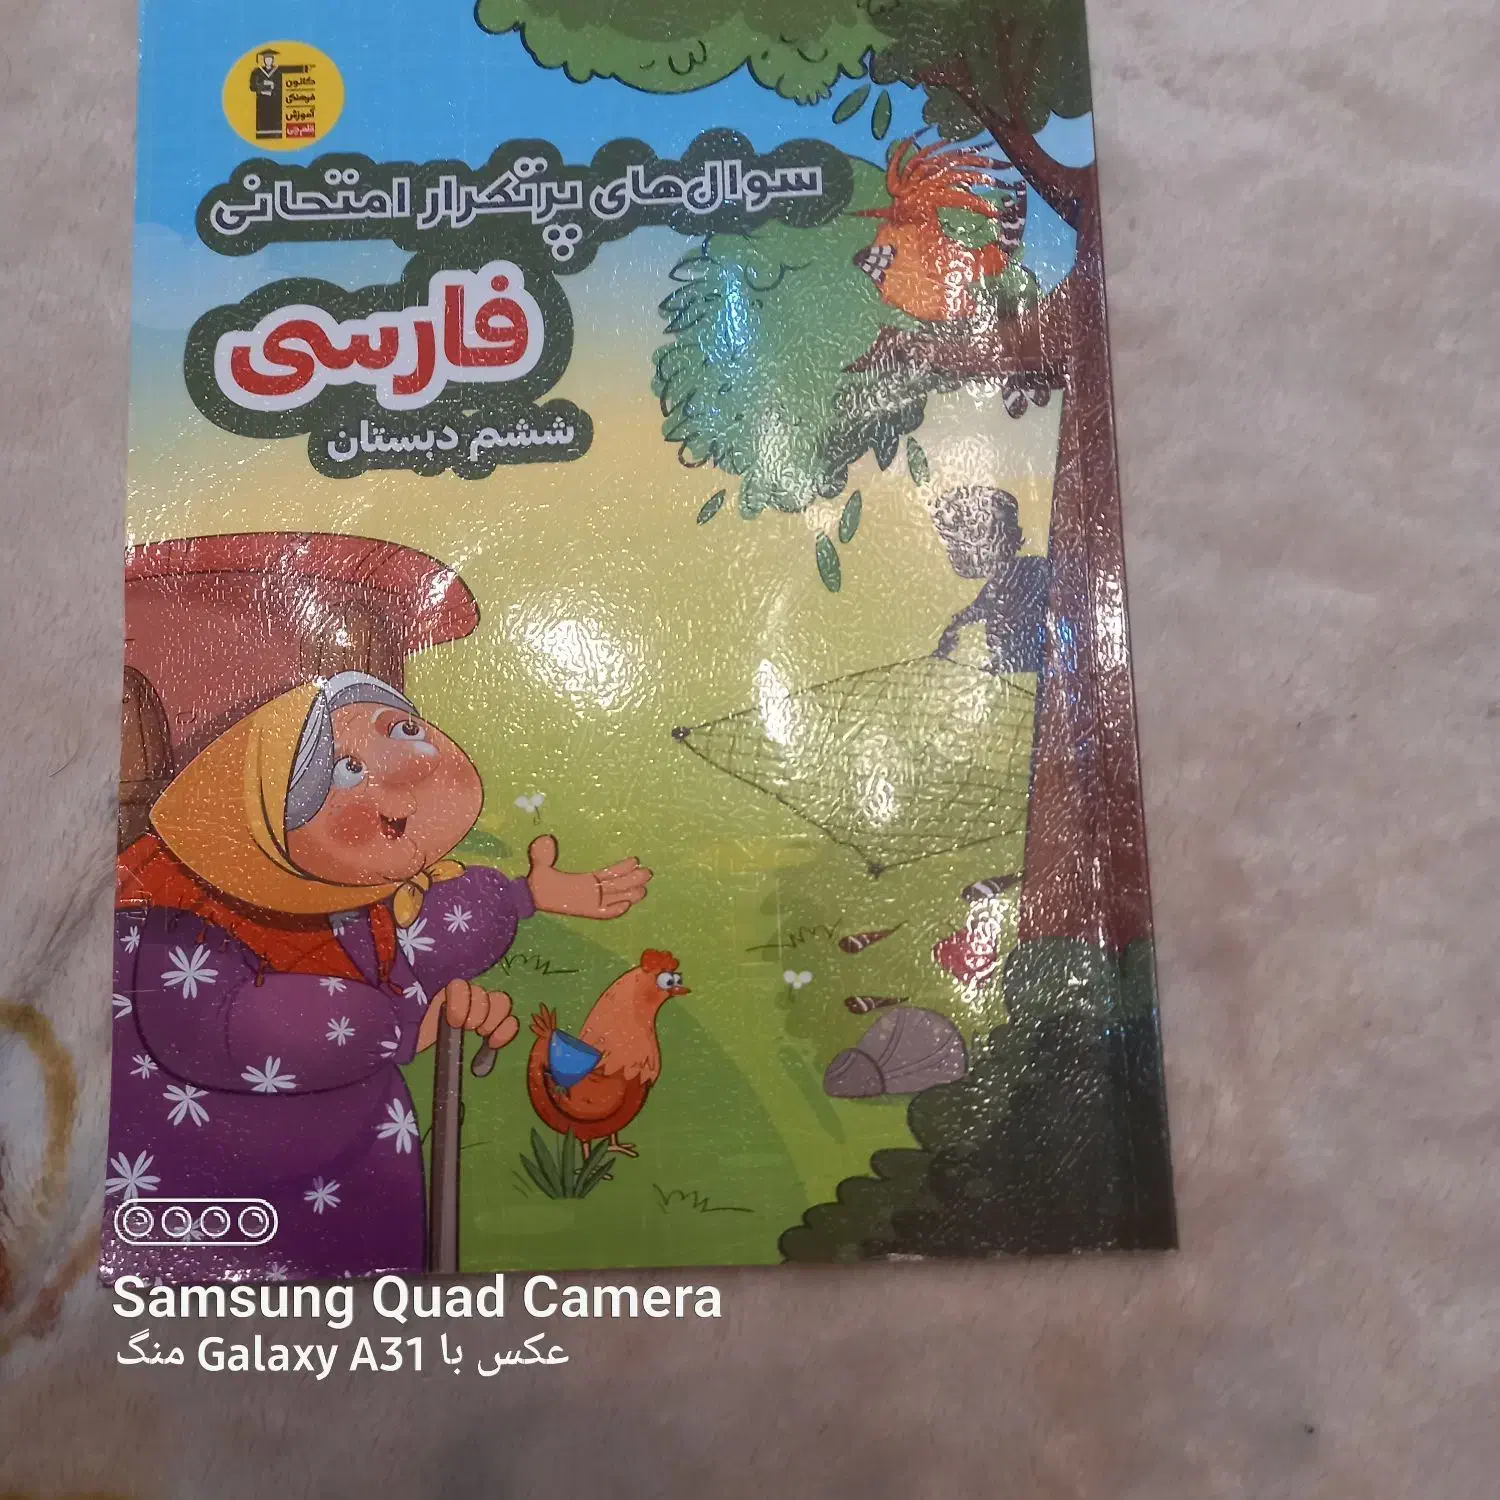 کانون
فرهنگی
آموزش
قلم‌چی
سوال‌های پرتکرار امتحانی
فارسی
ششم دبستان
Samsung Quad Camera
عکس با Galaxy A31 منگ